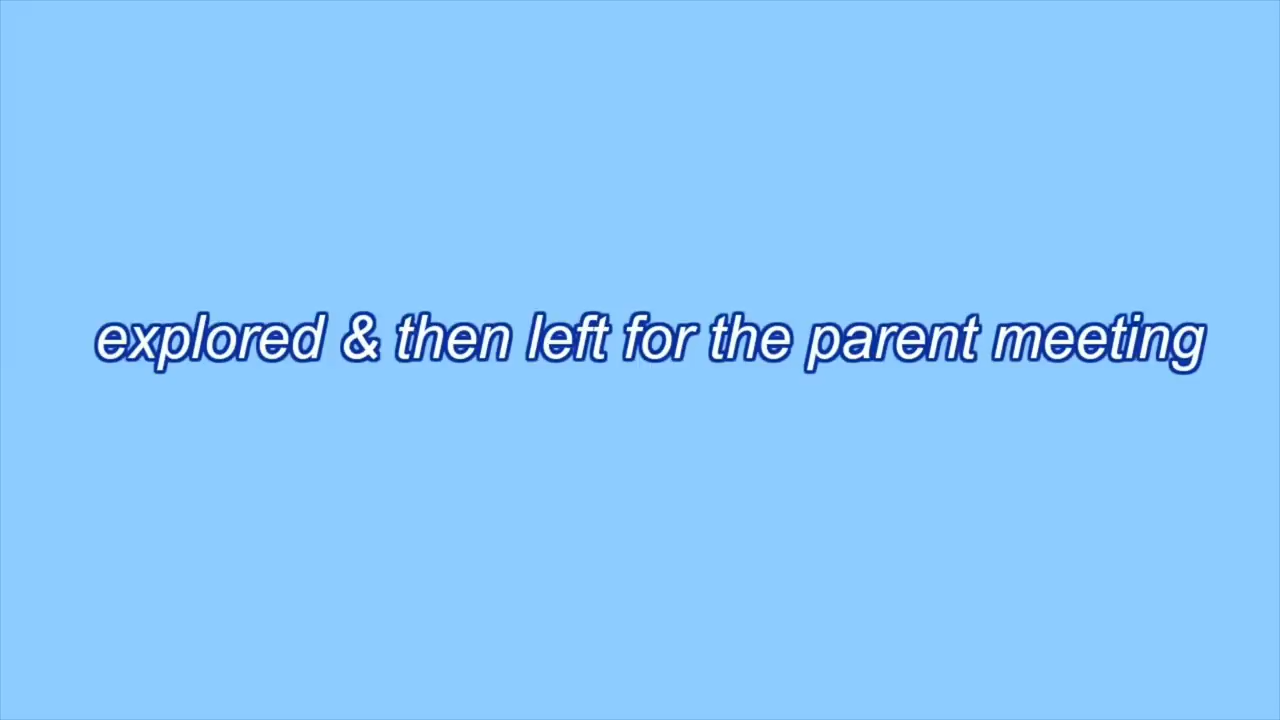 explored & then left for the parent meeting